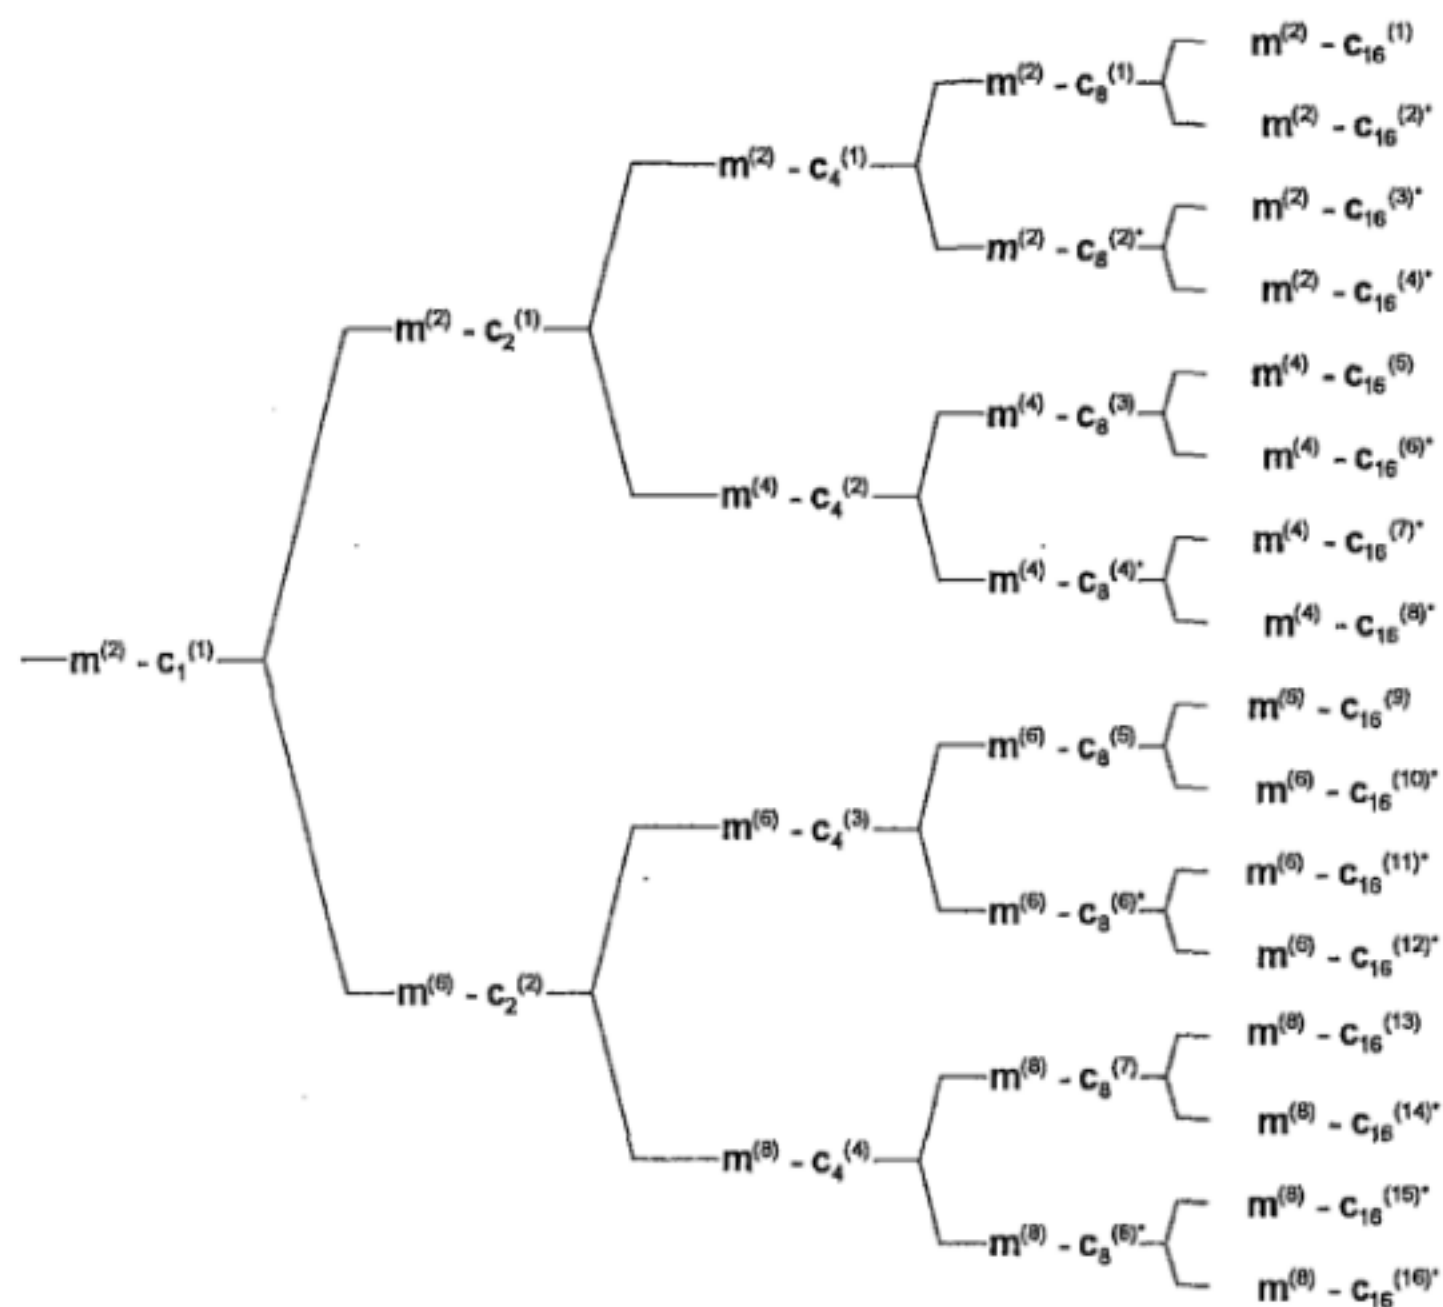 m(2) - c16(1)
m(2) - c8(1)
m(2) - c16(2)*
m(2) - c4(1)
m(2) - c16(3)*
m(2) - c8(2)*
m(2) - c16(4)*
m(2) - c2(1)
m(4) - c16(5)
m(4) - c8(3)
m(4) - c16(6)*
m(4) - c4(2)
m(4) - c16(7)*
m(4) - c8(4)*
m(4) - c16(8)*
m(2) - c1(1)
m(6) - c16(9)
m(6) - c8(5)
m(6) - c16(10)*
m(6) - c4(3)
m(6) - c16(11)*
m(6) - c8(6)*
m(6) - c16(12)*
m(6) - c2(2)
m(8) - c16(13)
m(8) - c8(7)
m(8) - c16(14)*
m(8) - c4(4)
m(8) - c16(15)*
m(8) - c8(8)*
m(8) - c16(16)*